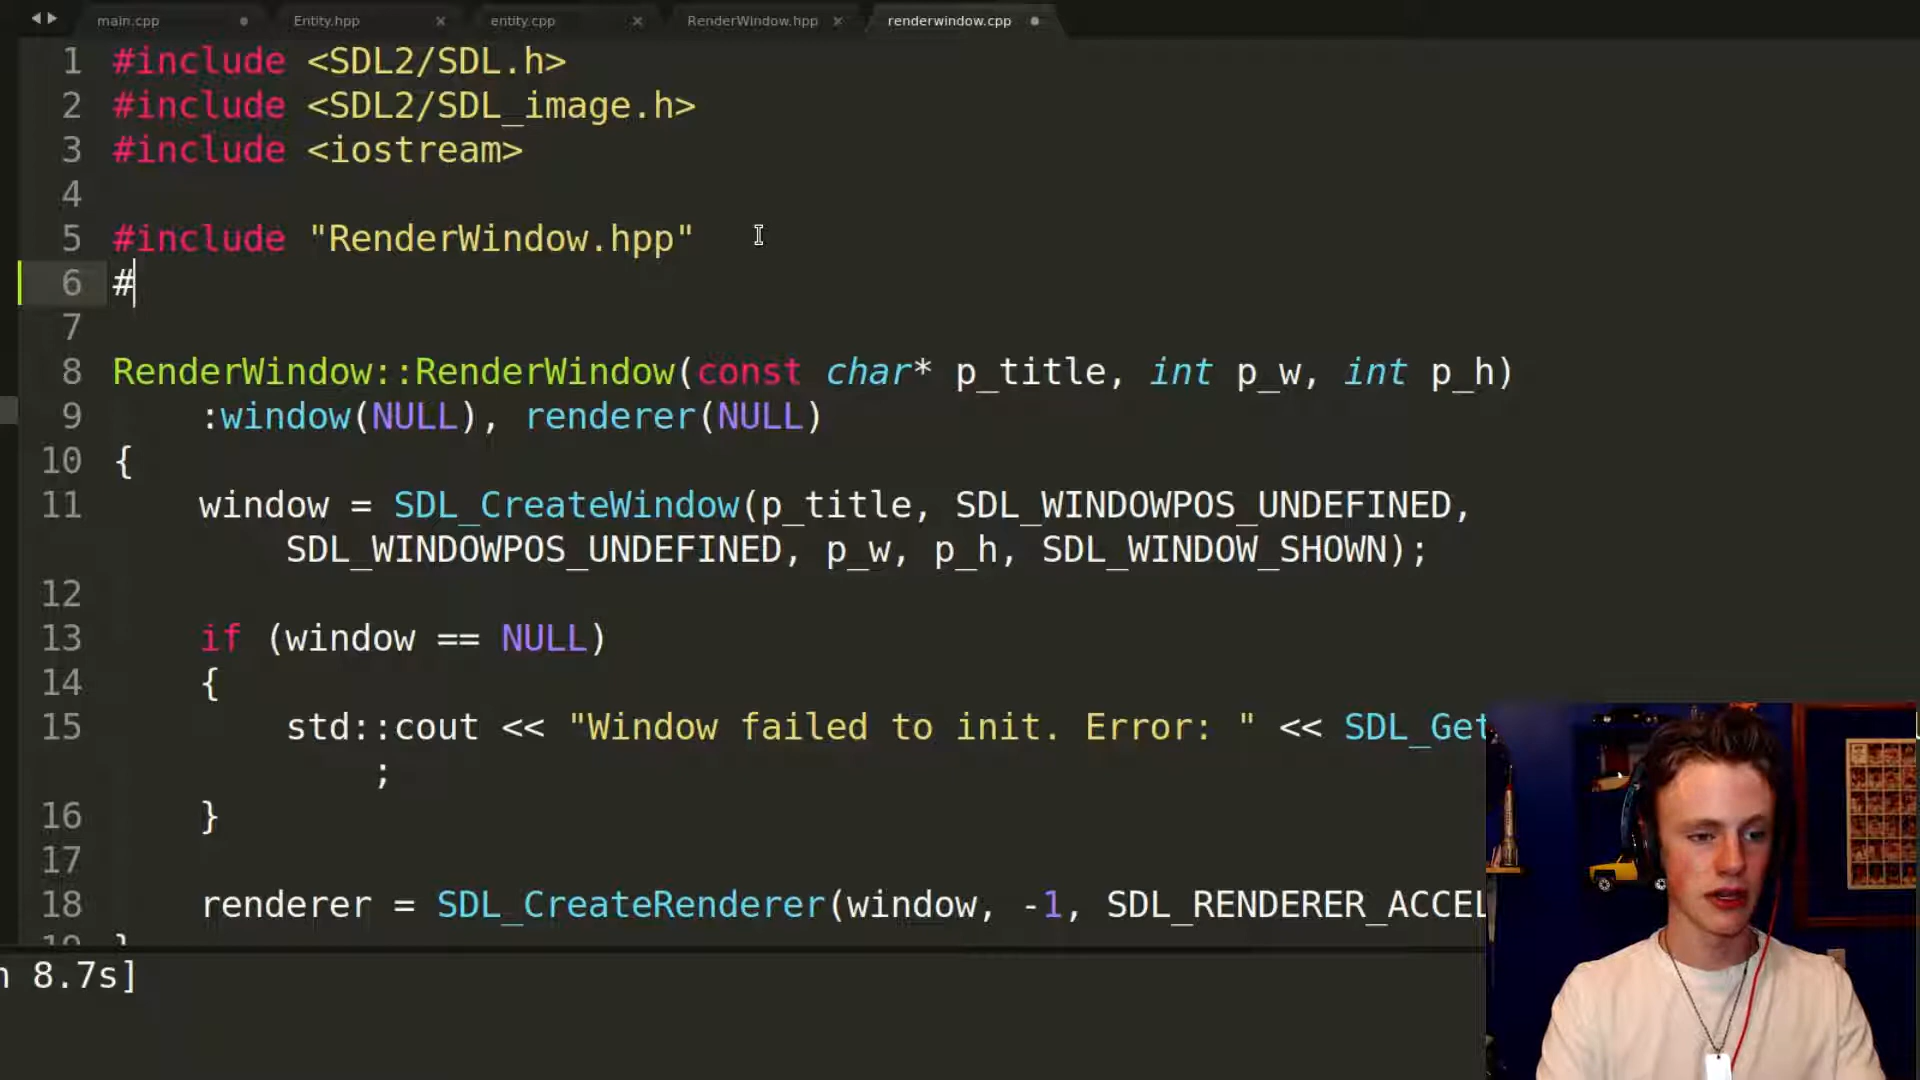 main.cpp Entity.hpp entity.cpp RenderWindow.hpp renderwindow.cpp
1 #include <SDL2/SDL.h>
2 #include <SDL2/SDL_image.h>
3 #include <iostream>
4
5 #include "RenderWindow.hpp"
6 #
7
8 RenderWindow::RenderWindow(const char* p_title, int p_w, int p_h)
9 :window(NULL), renderer(NULL)
10 {
11 window = SDL_CreateWindow(p_title, SDL_WINDOWPOS_UNDEFINED,
SDL_WINDOWPOS_UNDEFINED, p_w, p_h, SDL_WINDOW_SHOWN);
12
13 if (window == NULL)
14 {
15 std::cout << "Window failed to init. Error: " << SDL_Get
;
16 }
17
18 renderer = SDL_CreateRenderer(window, -1, SDL_RENDERER_ACCEL
19 }
n 8.7s]